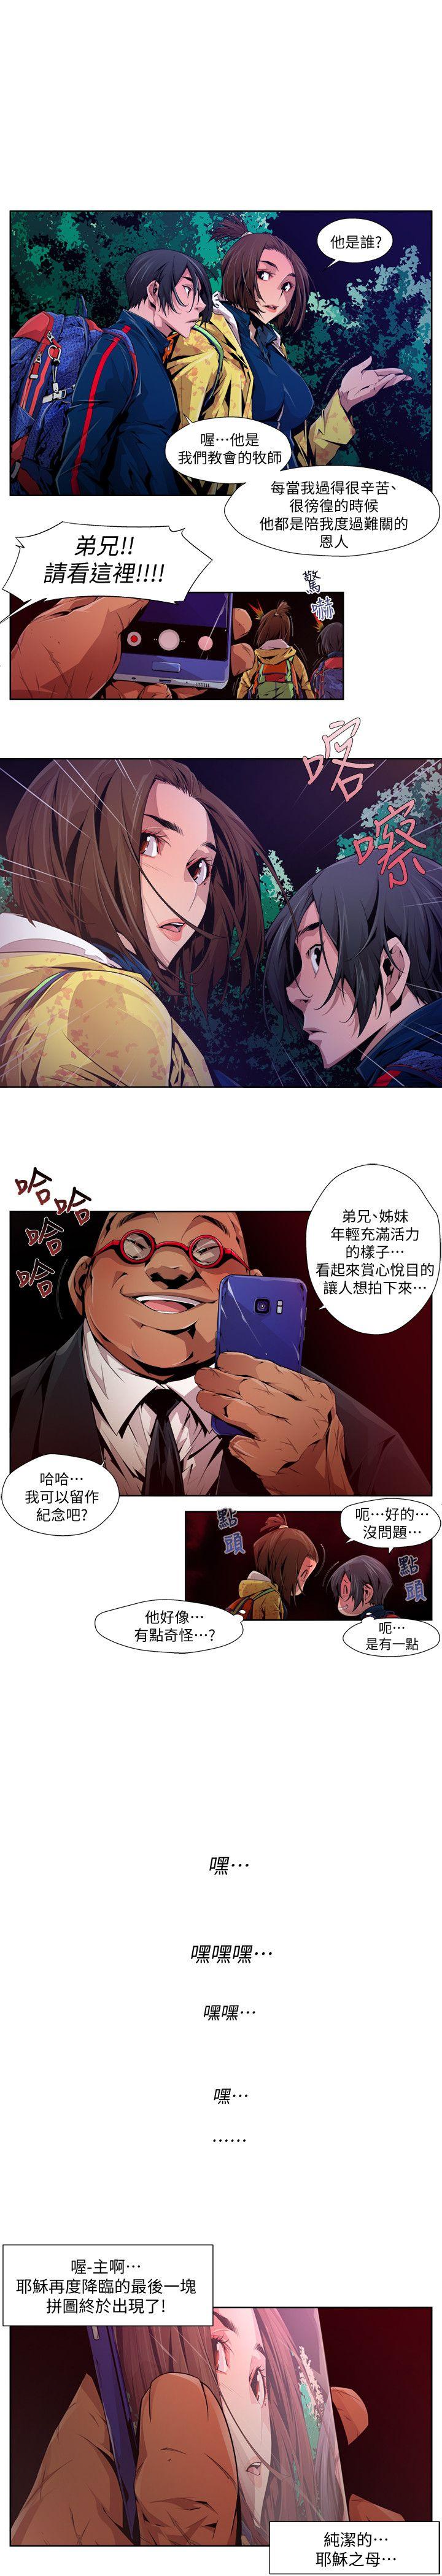 他是誰?
喔⋯他是
我們教會的牧師
每當我過得很辛苦、
很徬徨的時候
他都是陪我度過難關的
恩人
弟兄!!
請看這裡!!!!
驚
嚇
喀
嚓
哈
哈
哈
哈
弟兄、姊妹
年輕充滿活力
的樣子⋯
看起來賞心悅目的
讓人想拍下來⋯
哈哈⋯
我可以留作
紀念吧?
呃⋯好的⋯
沒問題⋯
點
頭
點
頭
他好像⋯
有點奇怪⋯?
呃⋯
是有一點
嘿⋯
嘿嘿嘿⋯
嘿嘿⋯
嘿⋯
⋯⋯
喔-主啊⋯
耶穌再度降臨的最後一塊
拼圖終於出現了!
純潔的⋯
耶穌之母⋯